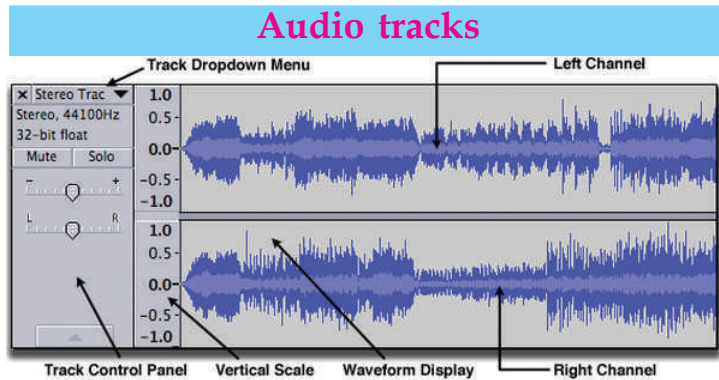 Audio tracks
Track Dropdown Menu
Left Channel
× Stereo Trac
Stereo, 44100Hz
32-bit float
Mute Solo
- +
L R
1.0
0.5-
0.0-
-0.5-
-1.0
1.0
0.5-
0.0-
-0.5-
-1.0
Track Control Panel
Vertical Scale
Waveform Display
Right Channel